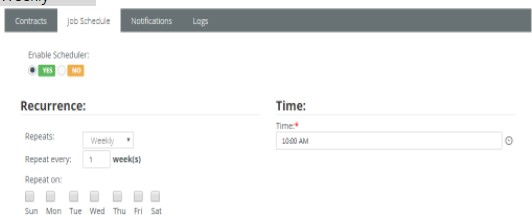 Weekly
Contracts Job Schedule Notifications Logs
Enable Scheduler:
YES NO
Recurrence: Time:
Time:*
Repeats: Weekly 10:00 AM
Repeat every: 1 week(s)
Repeat on:
Sun Mon Tue Wed Thu Fri Sat